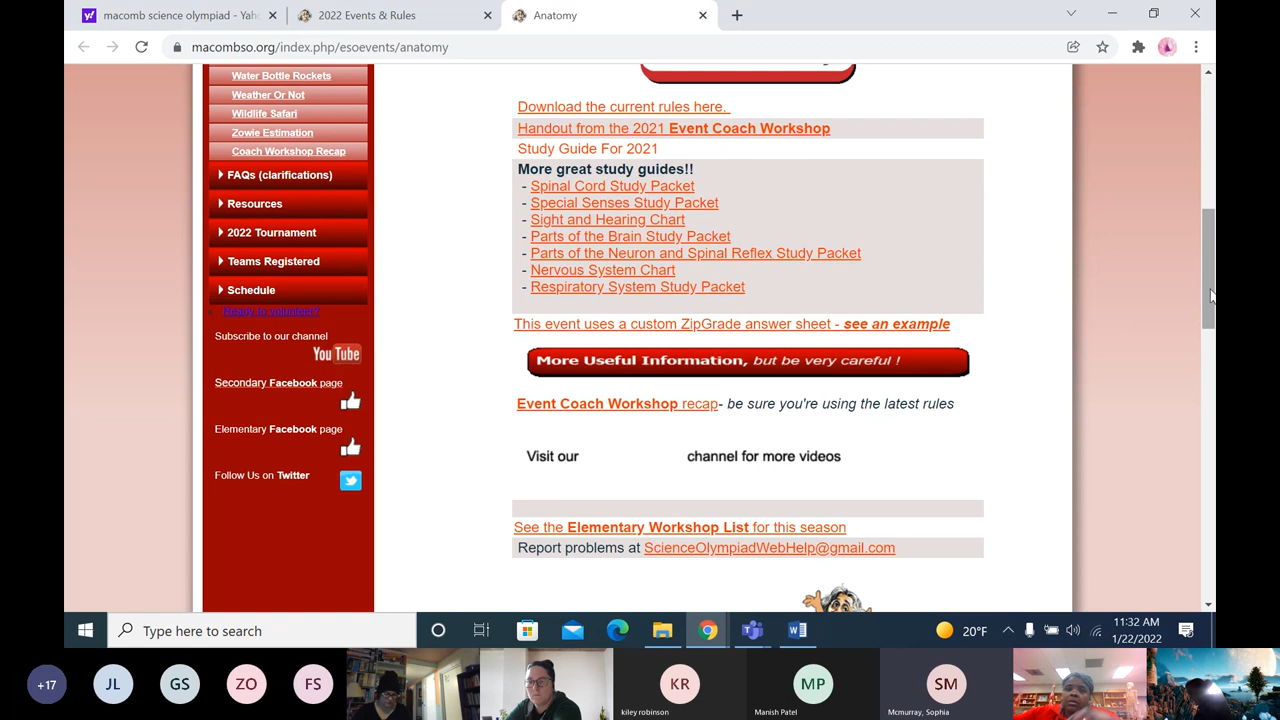 macomb science olympiad - Yah
2022 Events & Rules
Anatomy
macombso.org/index.php/esoevents/anatomy
Water Bottle Rockets
Weather Or Not
Wildlife Safari
Zowie Estimation
Coach Workshop Recap
FAQs (clarifications)
Resources
2022 Tournament
Teams Registered
Schedule
Ready to volunteer?
Subscribe to our channel
YouTube
Secondary Facebook page
Elementary Facebook page
Follow Us on Twitter
Download the current rules here.
Handout from the 2021 Event Coach Workshop
Study Guide For 2021
More great study guides!!
- Spinal Cord Study Packet
- Special Senses Study Packet
- Sight and Hearing Chart
- Parts of the Brain Study Packet
- Parts of the Neuron and Spinal Reflex Study Packet
- Nervous System Chart
- Respiratory System Study Packet
This event uses a custom ZipGrade answer sheet - see an example
More Useful Information, but be very careful !
Event Coach Workshop recap- be sure you're using the latest rules
Visit our channel for more videos
See the Elementary Workshop List for this season
Report problems at ScienceOlympiadWebHelp@gmail.com
Type here to search
20°F
11:32 AM
1/22/2022
+17
JL
GS
ZO
FS
KR
kiley robinson
MP
Manish Patel
SM
Mcmurray, Sophia